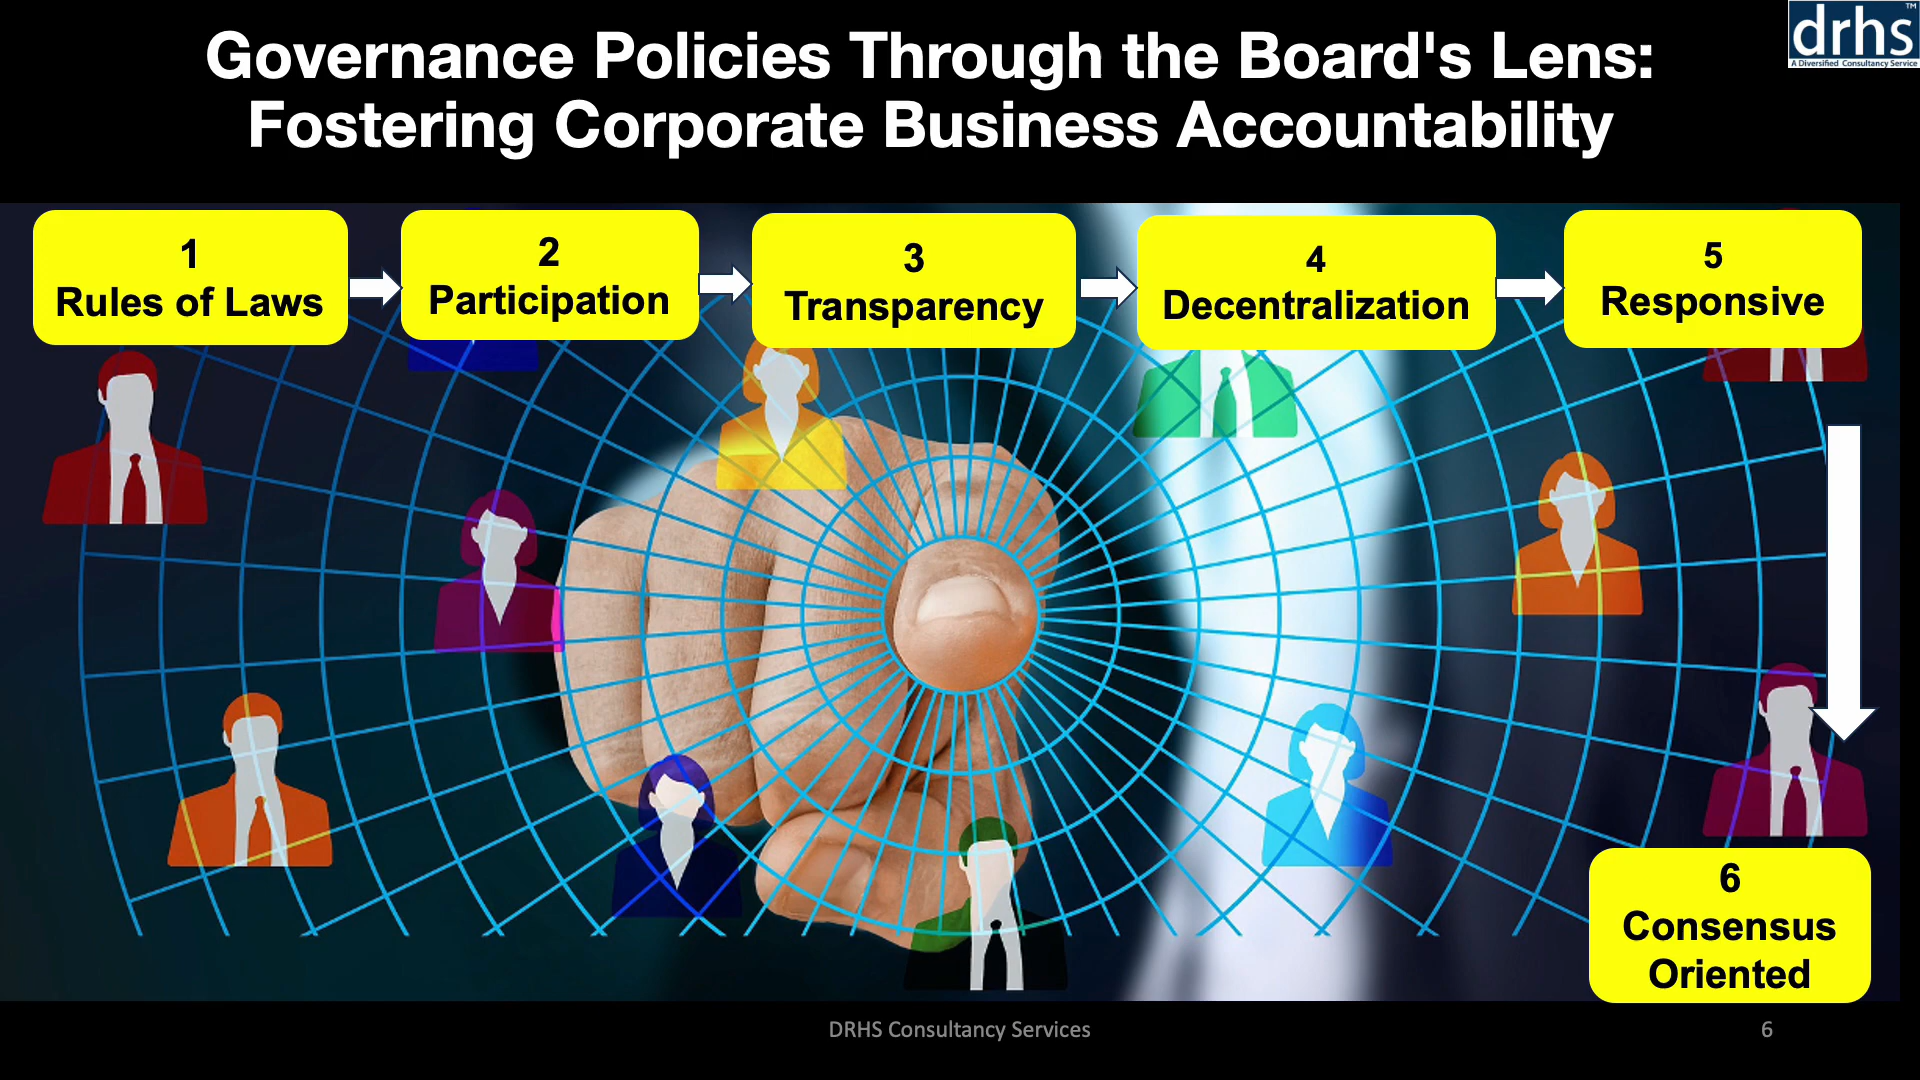 Governance Policies Through the Board's Lens:
Fostering Corporate Business Accountability
drhs™
A Diversified Consultancy Service
1
Rules of Laws
2
Participation
3
Transparency
4
Decentralization
5
Responsive
6
Consensus
Oriented
DRHS Consultancy Services
6